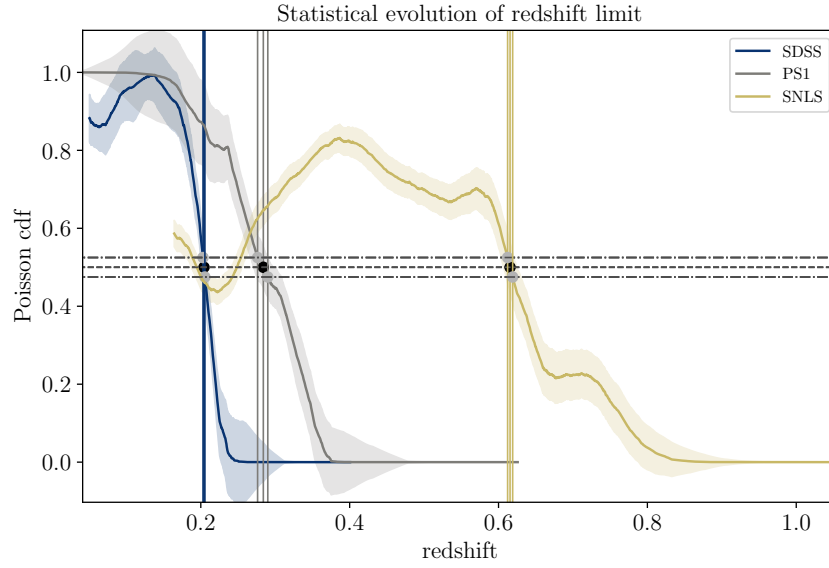 Statistical evolution of redshift limit
SDSS
PS1
SNLS
Poisson cdf
1.0
0.8
0.6
0.4
0.2
0.0
0.2
0.4
0.6
0.8
1.0
redshift